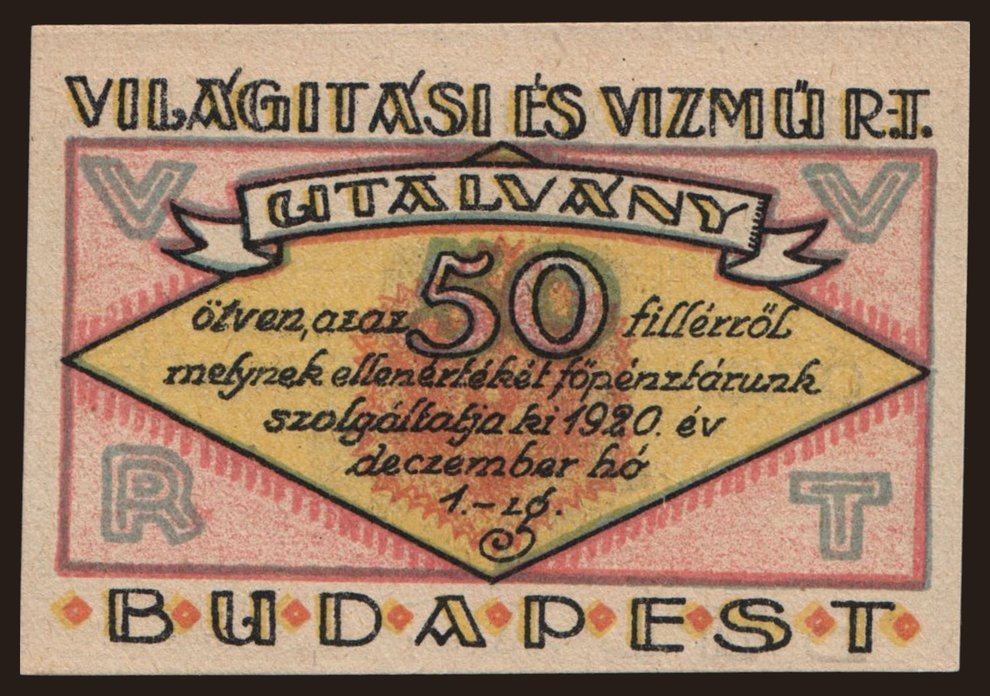 VILÁGITÁSI ÉS VIZMŰ R.T.
V V
UTALVÁNY
ötven, azaz 50 fillérről
melynek ellenértékét főpénztárunk
szolgáltatja ki 1920. év
deczember hó
1.-ig.
R T
BUDAPEST